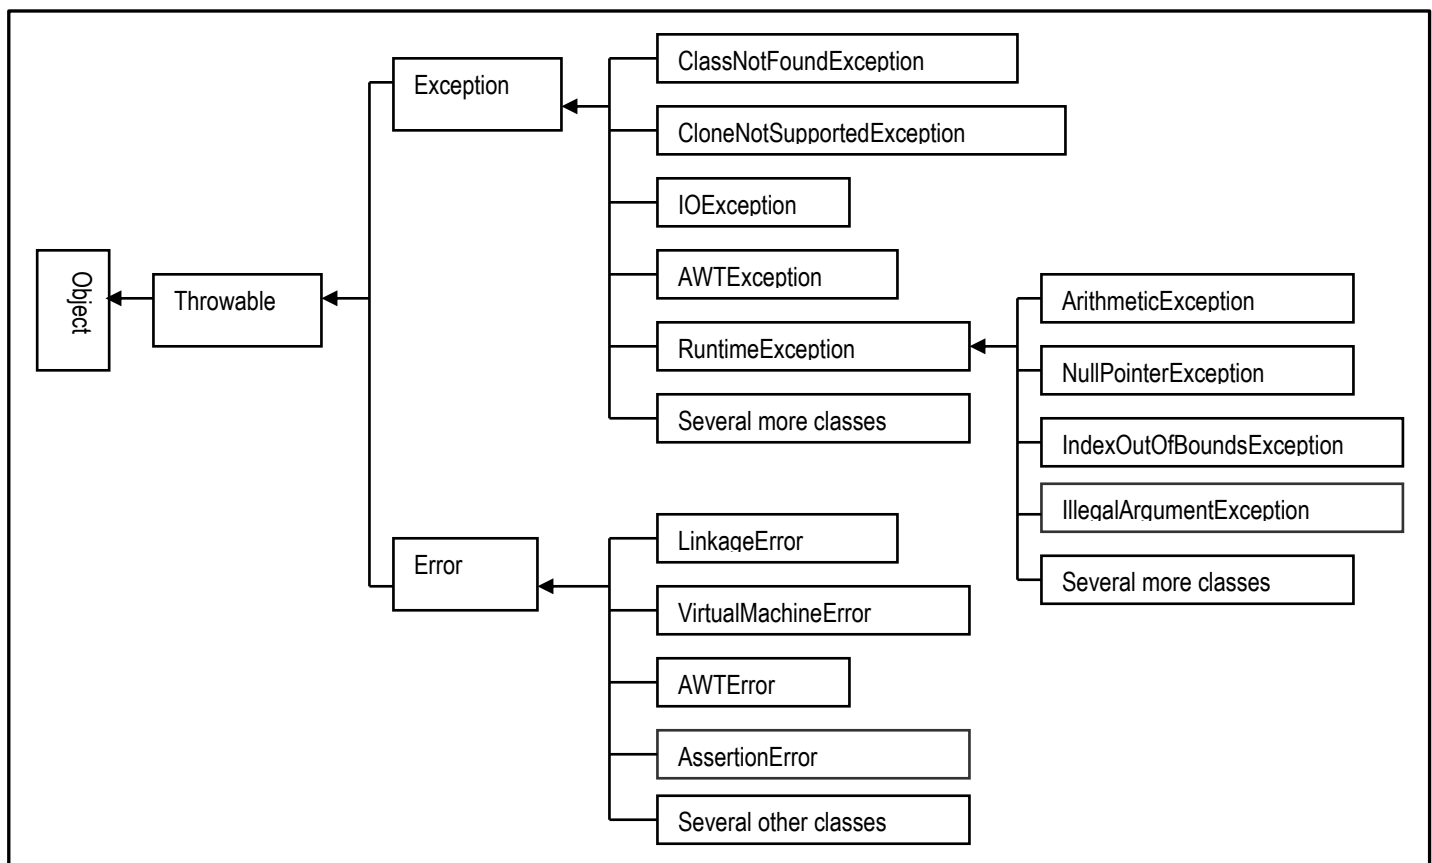 Object
Throwable
Exception
ClassNotFoundException
CloneNotSupportedException
IOException
AWTException
RuntimeException
Several more classes
ArithmeticException
NullPointerException
IndexOutOfBoundsException
IllegalArgumentException
Several more classes
Error
LinkageError
VirtualMachineError
AWTError
AssertionError
Several other classes